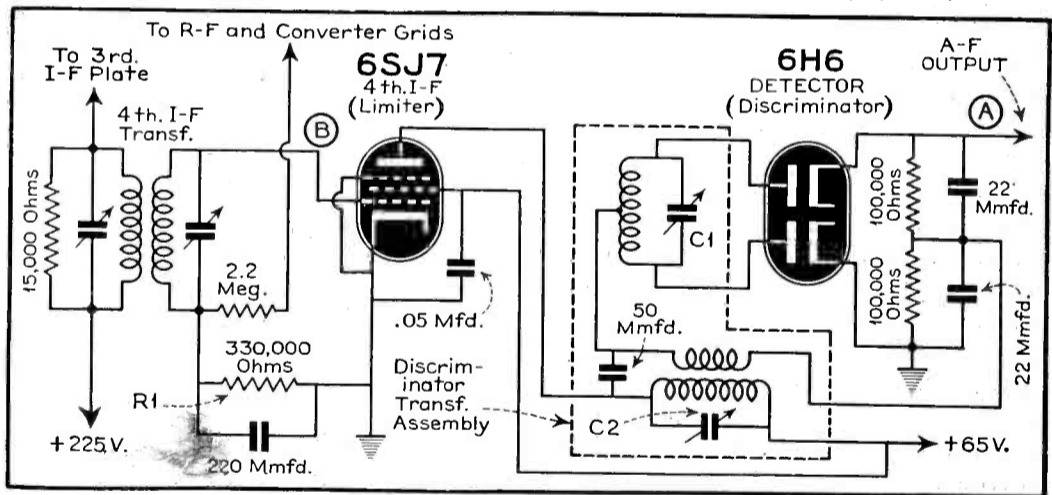 To R-F and Converter Grids
To 3rd.
I-F Plate
4th. I-F
Transf.
B
6SJ7
4th. I-F
(Limiter)
6H6
DETECTOR
(Discriminator)
A-F
OUTPUT
A
15,000 Ohms
2.2
Meg.
330,000
Ohms
R1
220 Mmfd.
+225V.
.05 Mfd.
Discrim-
inator
Transf.
Assembly
C1
50
Mmfd.
C2
100,000
Ohms
100,000
Ohms
22
Mmfd.
22 Mmfd.
+65V.